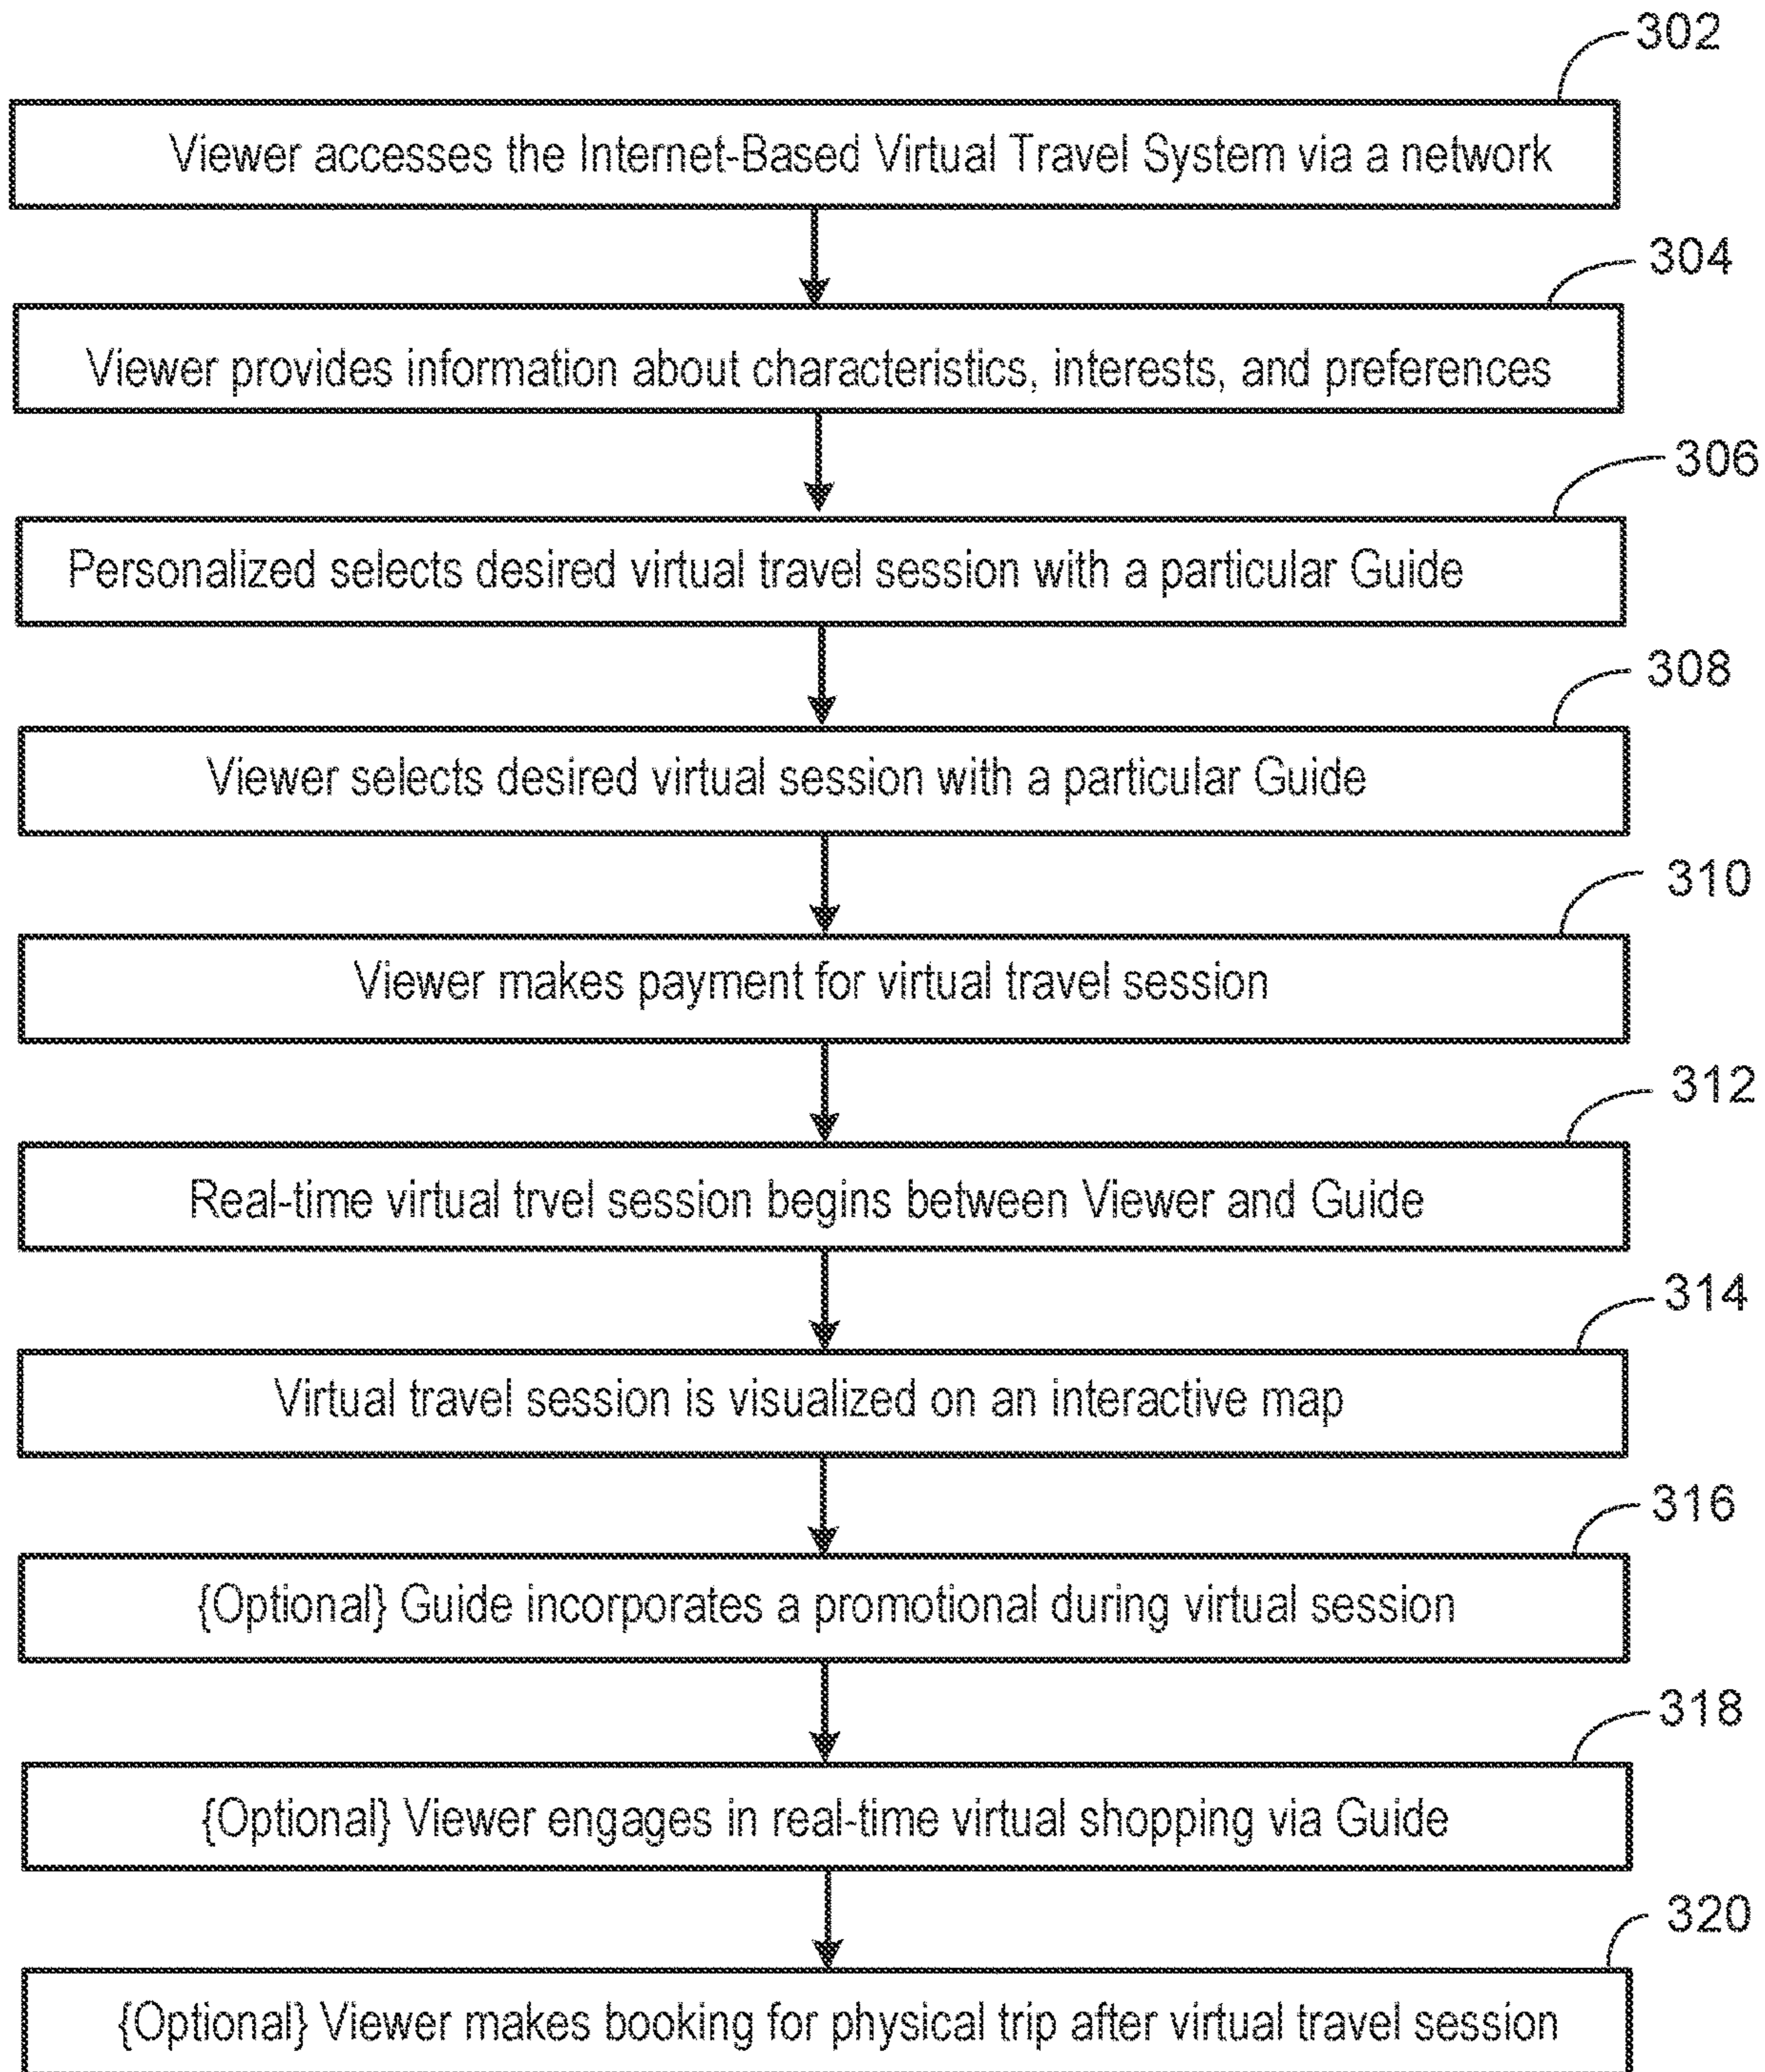 302
Viewer accesses the Internet-Based Virtual Travel System via a network
304
Viewer provides information about characteristics, interests, and preferences
306
Personalized selects desired virtual travel session with a particular Guide
308
Viewer selects desired virtual session with a particular Guide
310
Viewer makes payment for virtual travel session
312
Real-time virtual trvel session begins between Viewer and Guide
314
Virtual travel session is visualized on an interactive map
316
{Optional} Guide incorporates a promotional during virtual session
318
{Optional} Viewer engages in real-time virtual shopping via Guide
320
{Optional} Viewer makes booking for physical trip after virtual travel session